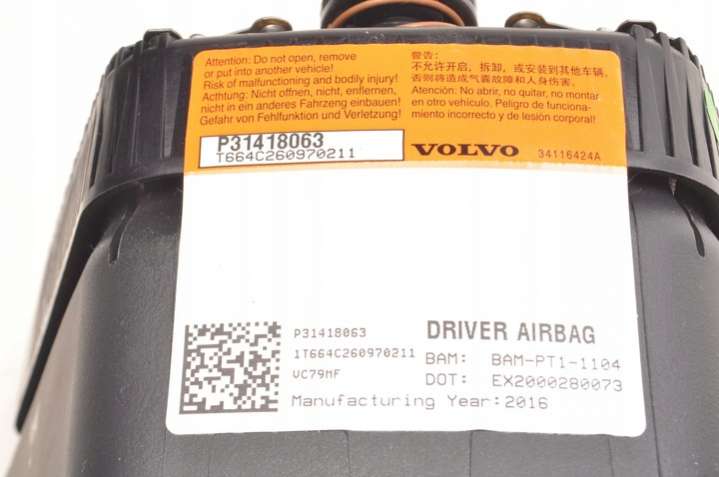 Attention: Do not open, remove
or put into another vehicle!
Risk of malfunctioning and bodily injury!
Achtung: Nicht öffnen, nicht, enflernen,
nicht in ein anderes Fahrzeng einbauen!
Gefahr von Fehlfunktion und Verletzung!
警告:
不允许开启，拆卸，或安装到其他车辆，
否则将造成气囊故障和人身伤害.
Atención: No abrir, no quitar, no montar
en otro vehículo. Peligro de funciona-
miento incorrecto y de lesión corporal!
P31418063
T664C260970211
VOLVO
34116424A
P31418063
1T664C260970211
VC79MF
DRIVER AIRBAG
BAM: BAM-PT1-1104
DOT: EX2000280073
Manufacturing Year:2016